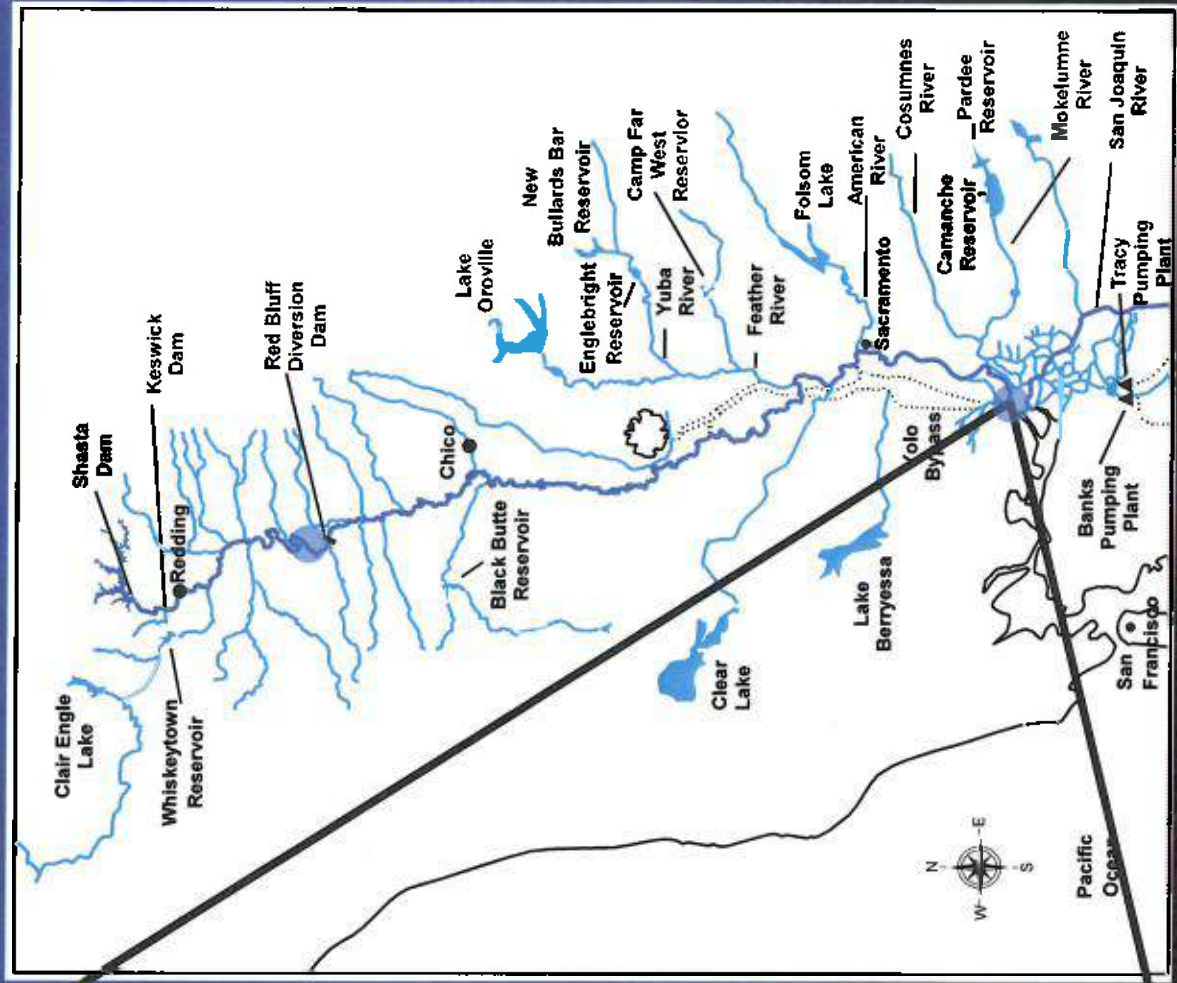 Shasta
Dam
Keswick
Dam
Redding
Clair Engle
Lake
Whiskeytown
Reservoir
Red Bluff
Diversion
Dam
Chico
Black Butte
Reservoir
Lake
Oroville
New
Bullards Bar
Reservoir
Englebright
Reservoir
Yuba
River
Camp Far
West
Reservior
Feather
River
Folsom
Lake
American
River
Sacramento
Clear
Lake
Lake
Berryessa
Yolo
Bypass
Cosumnes
River
Camanche
Reservoir
Pardee
Reservoir
Mokelumne
River
San Joaquin
River
Tracy
Pumping
Plant
Banks
Pumping
Plant
San
Francisco
Pacific
Ocean
N
W
E
S